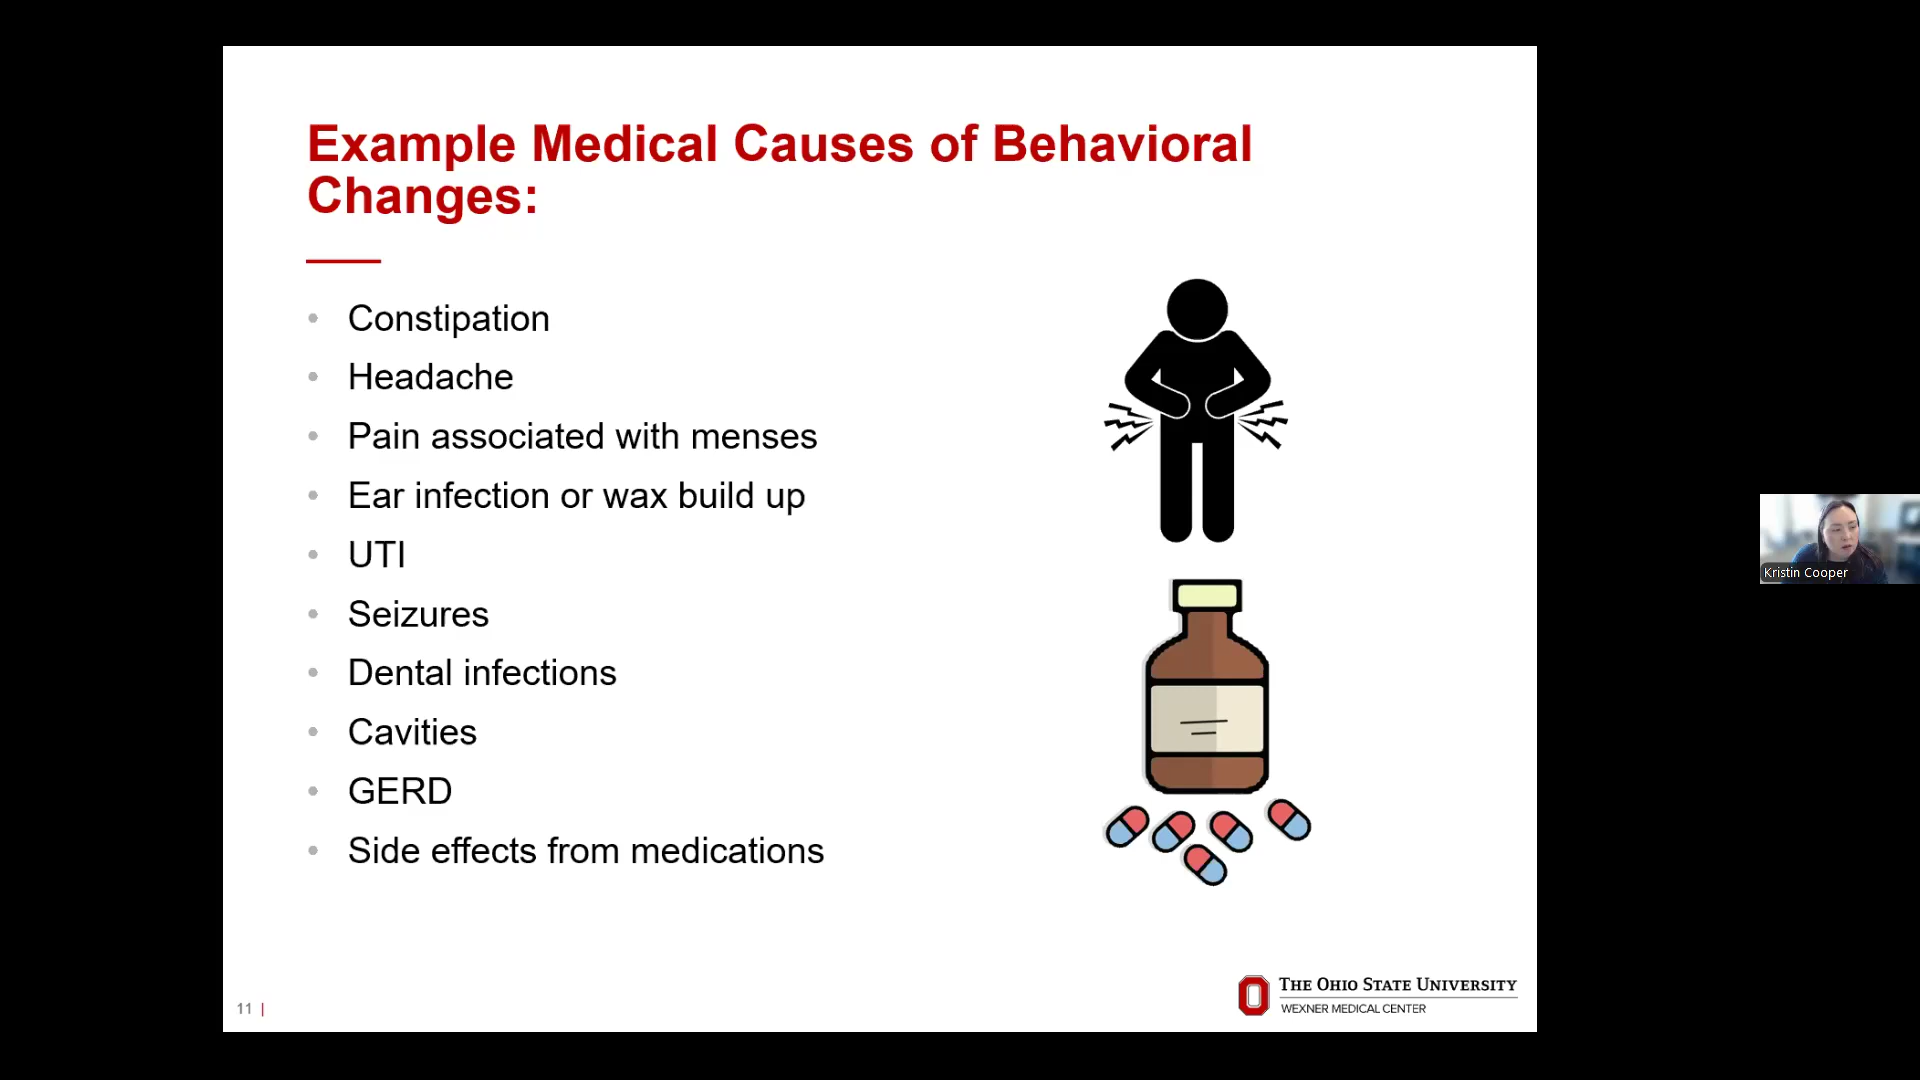 Example Medical Causes of Behavioral
Changes:
• Constipation
• Headache
• Pain associated with menses
• Ear infection or wax build up
• UTI
• Seizures
• Dental infections
• Cavities
• GERD
• Side effects from medications
Kristin Cooper
11 |
THE OHIO STATE UNIVERSITY
WEXNER MEDICAL CENTER